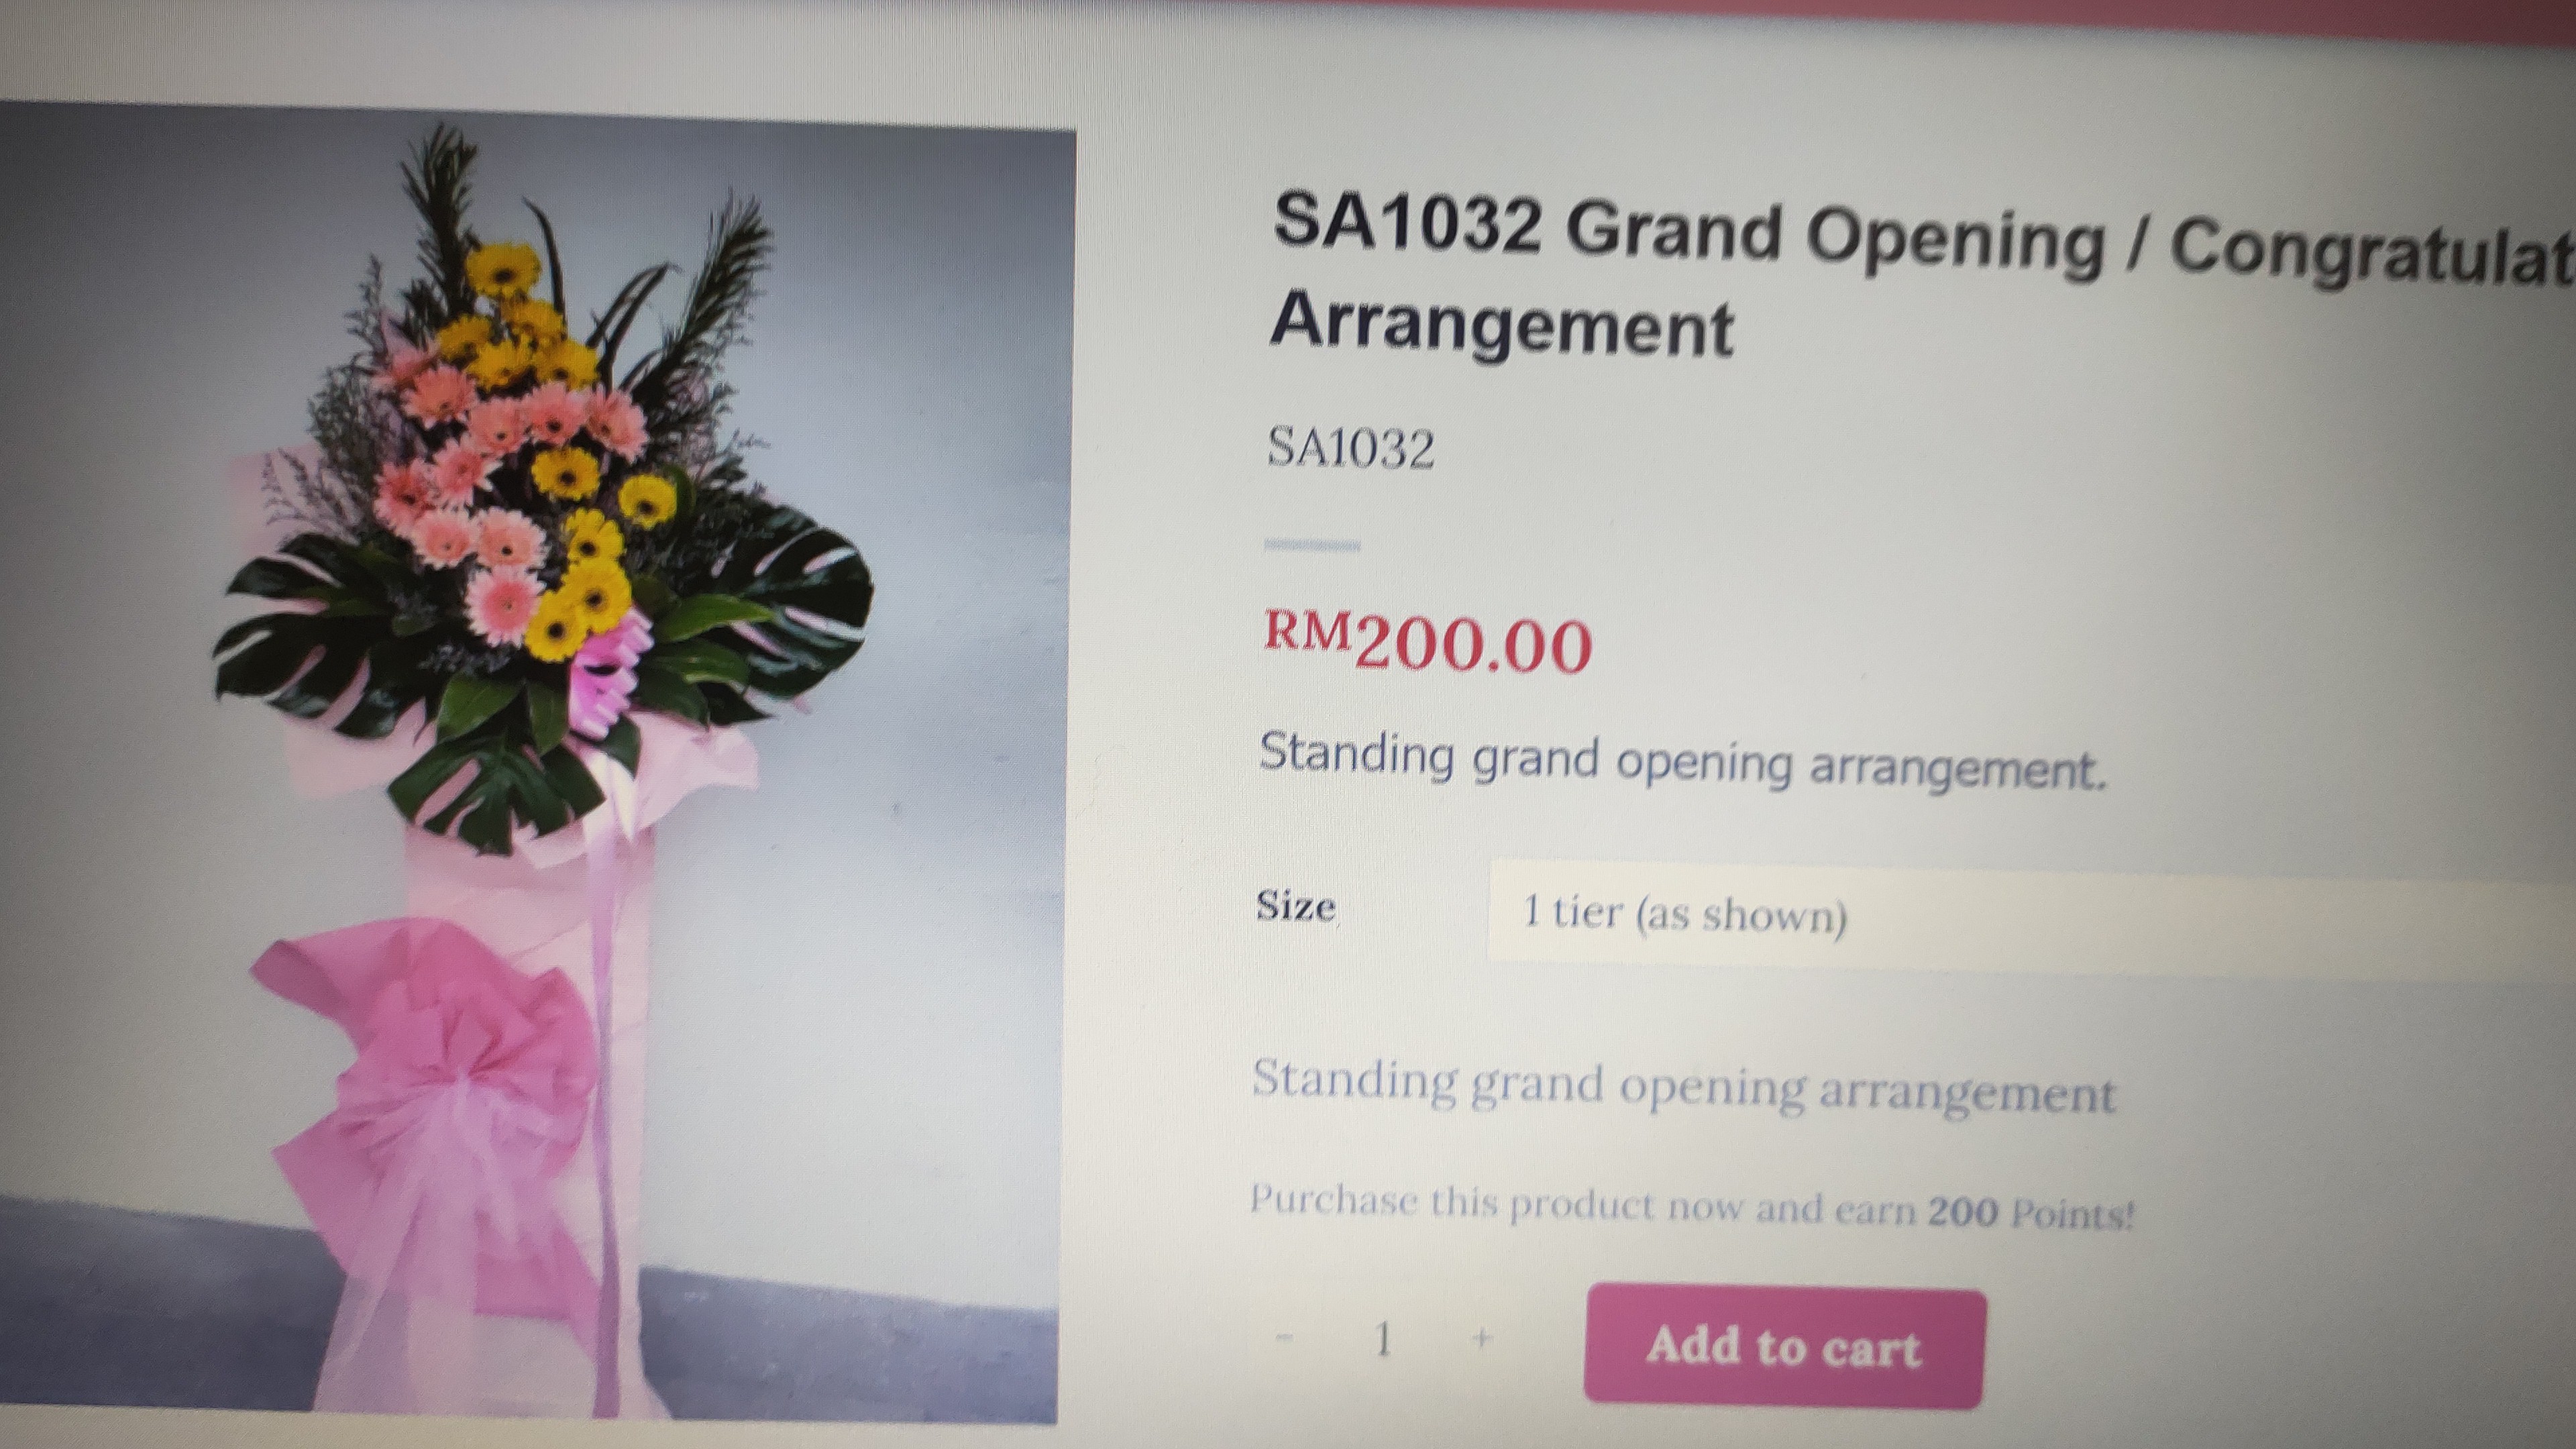 SA1032 Grand Opening / Congratulat
Arrangement
SA1032
RM200.00
Standing grand opening arrangement.
Size 1 tier (as shown)
Standing grand opening arrangement
Purchase this product now and earn 200 Points!
- 1 + Add to cart